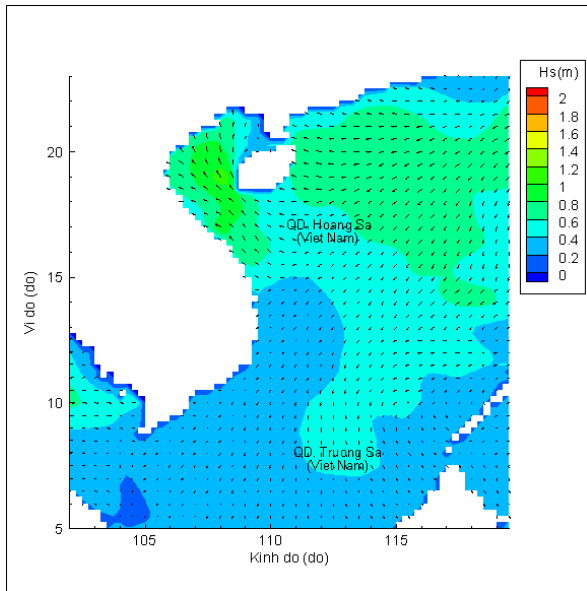 Hs(m)
2
1.8
1.6
1.4
1.2
1
0.8
0.6
0.4
0.2
0
20
15
10
5
Vi do (do)
QD. Hoang Sa
(Viet Nam)
QD. Truong Sa
(Viet Nam)
105
110
115
Kinh do (do)